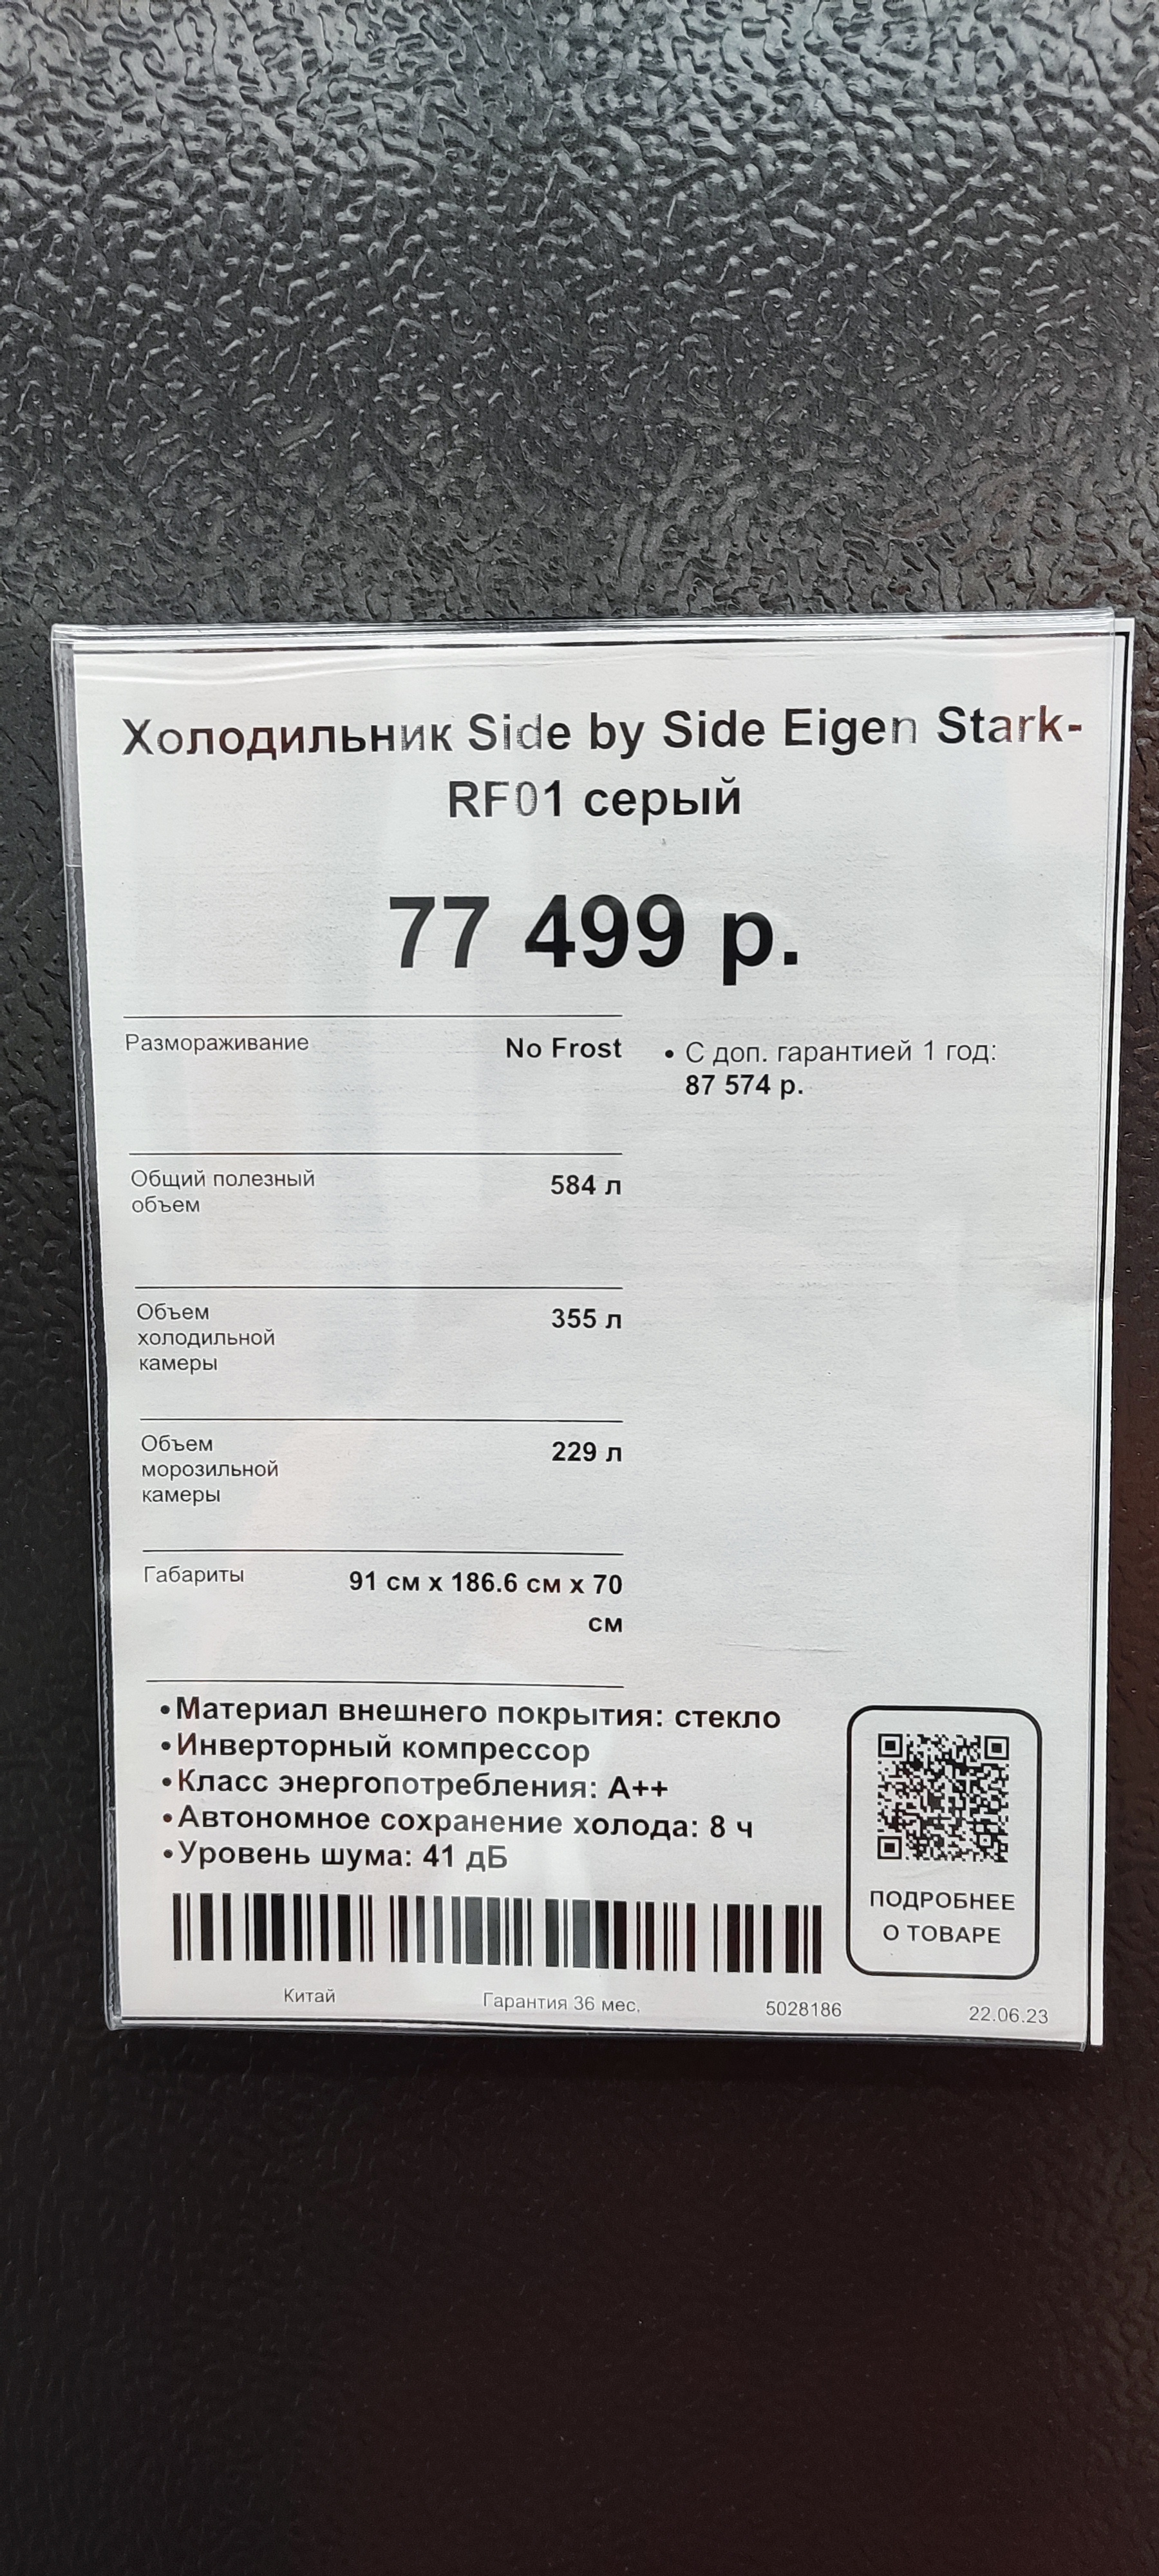 Холодильник Side by Side Eigen Stark-
RF01 серый
77 499 р.
Размораживание No Frost
• С доп. гарантией 1 год:
87 574 р.
Общий полезный 584 л
объем
Объем 355 л
холодильной
камеры
Объем 229 л
морозильной
камеры
Габариты 91 см x 186.6 см x 70
см
•Материал внешнего покрытия: стекло
•Инверторный компрессор
•Класс энергопотребления: A++
•Автономное сохранение холода: 8 ч
•Уровень шума: 41 дБ
ПОДРОБНЕЕ
О ТОВАРЕ
Китай Гарантия 36 мес. 5028186 22.06.23